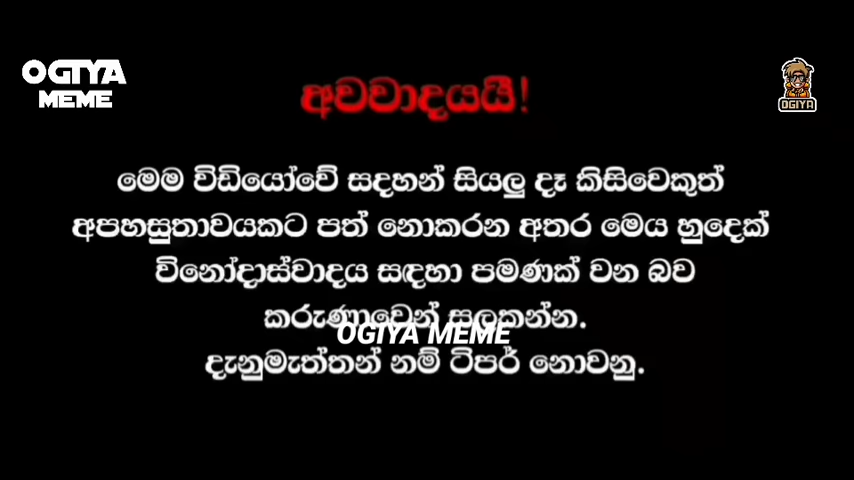 OGIYA
MEME
OGIYA
අවවාදයයි!
මෙම විඩියෝවේ සදහන් සියලු දෑ කිසිවෙකුත්
අපහසුතාවයකට පත් නොකරන අතර මෙය හුදෙක්
විනෝදාස්වාදය සඳහා පමණක් වන බව
කරුණාවෙන් සලකන්න.
OGIYA MEME
දැනුමැත්තන් නම් ටිපර් නොවනු.